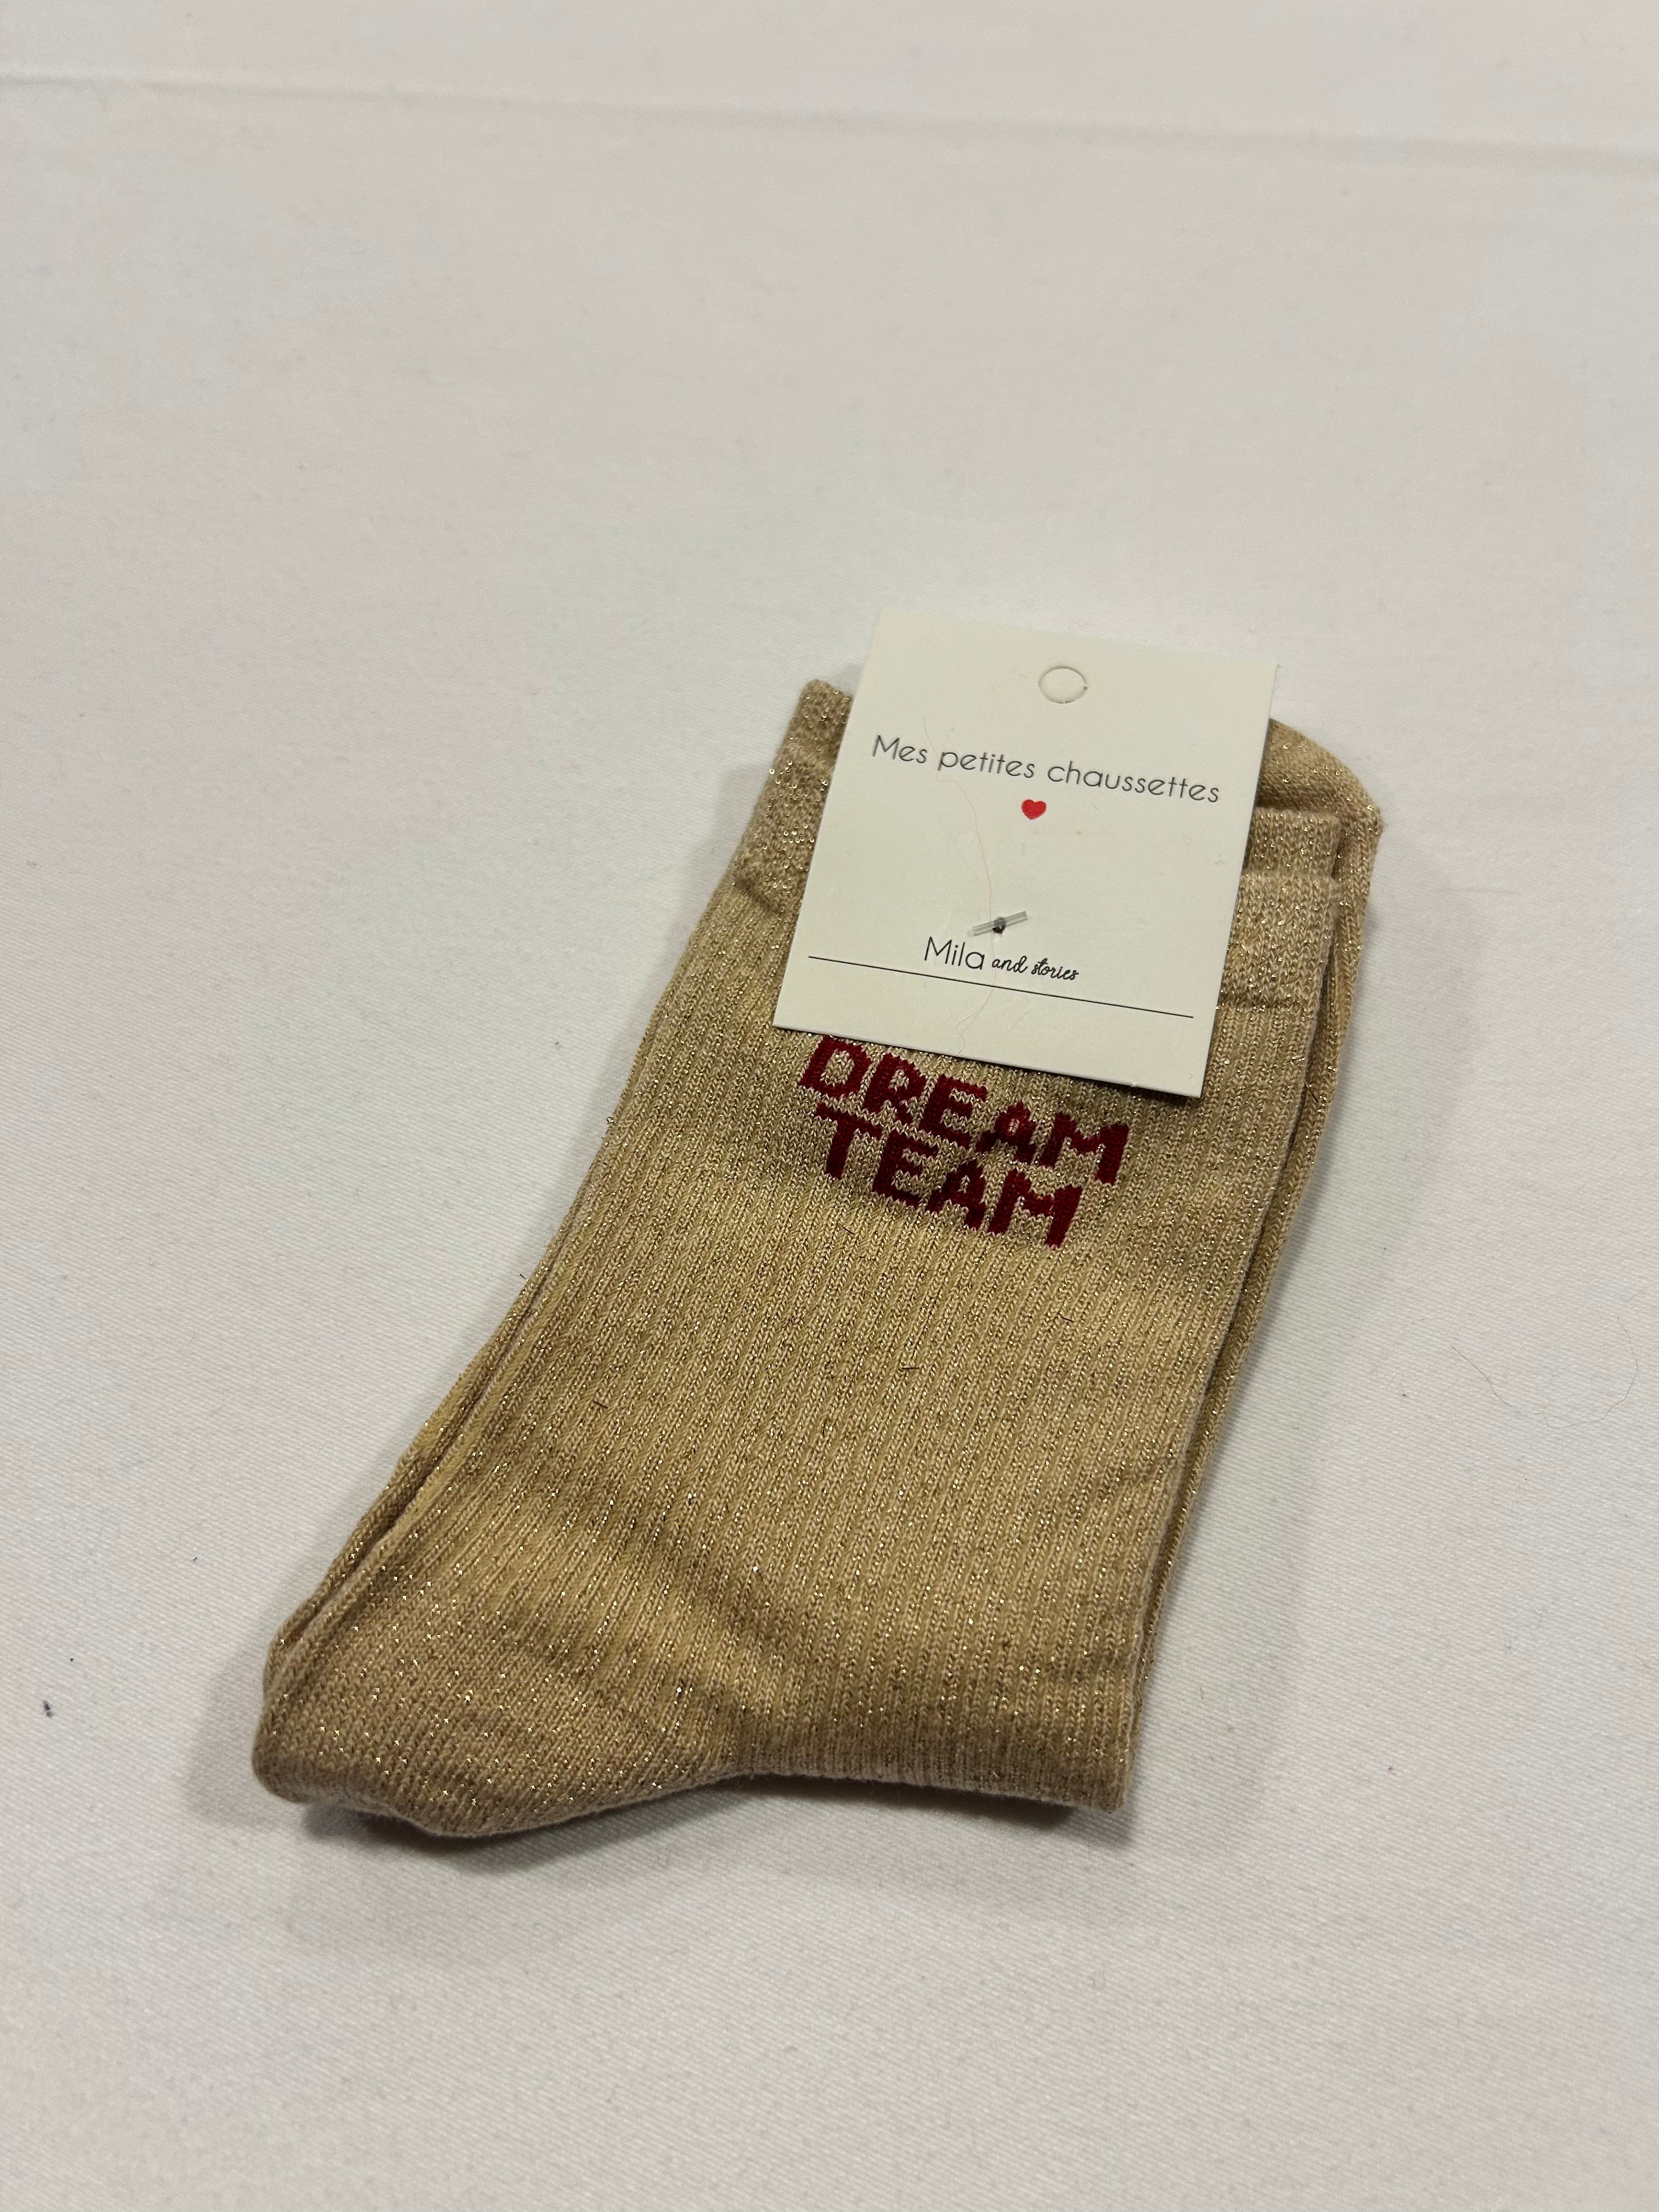 Mes petites chaussettes
Mila and stories
DREAM
TEAM